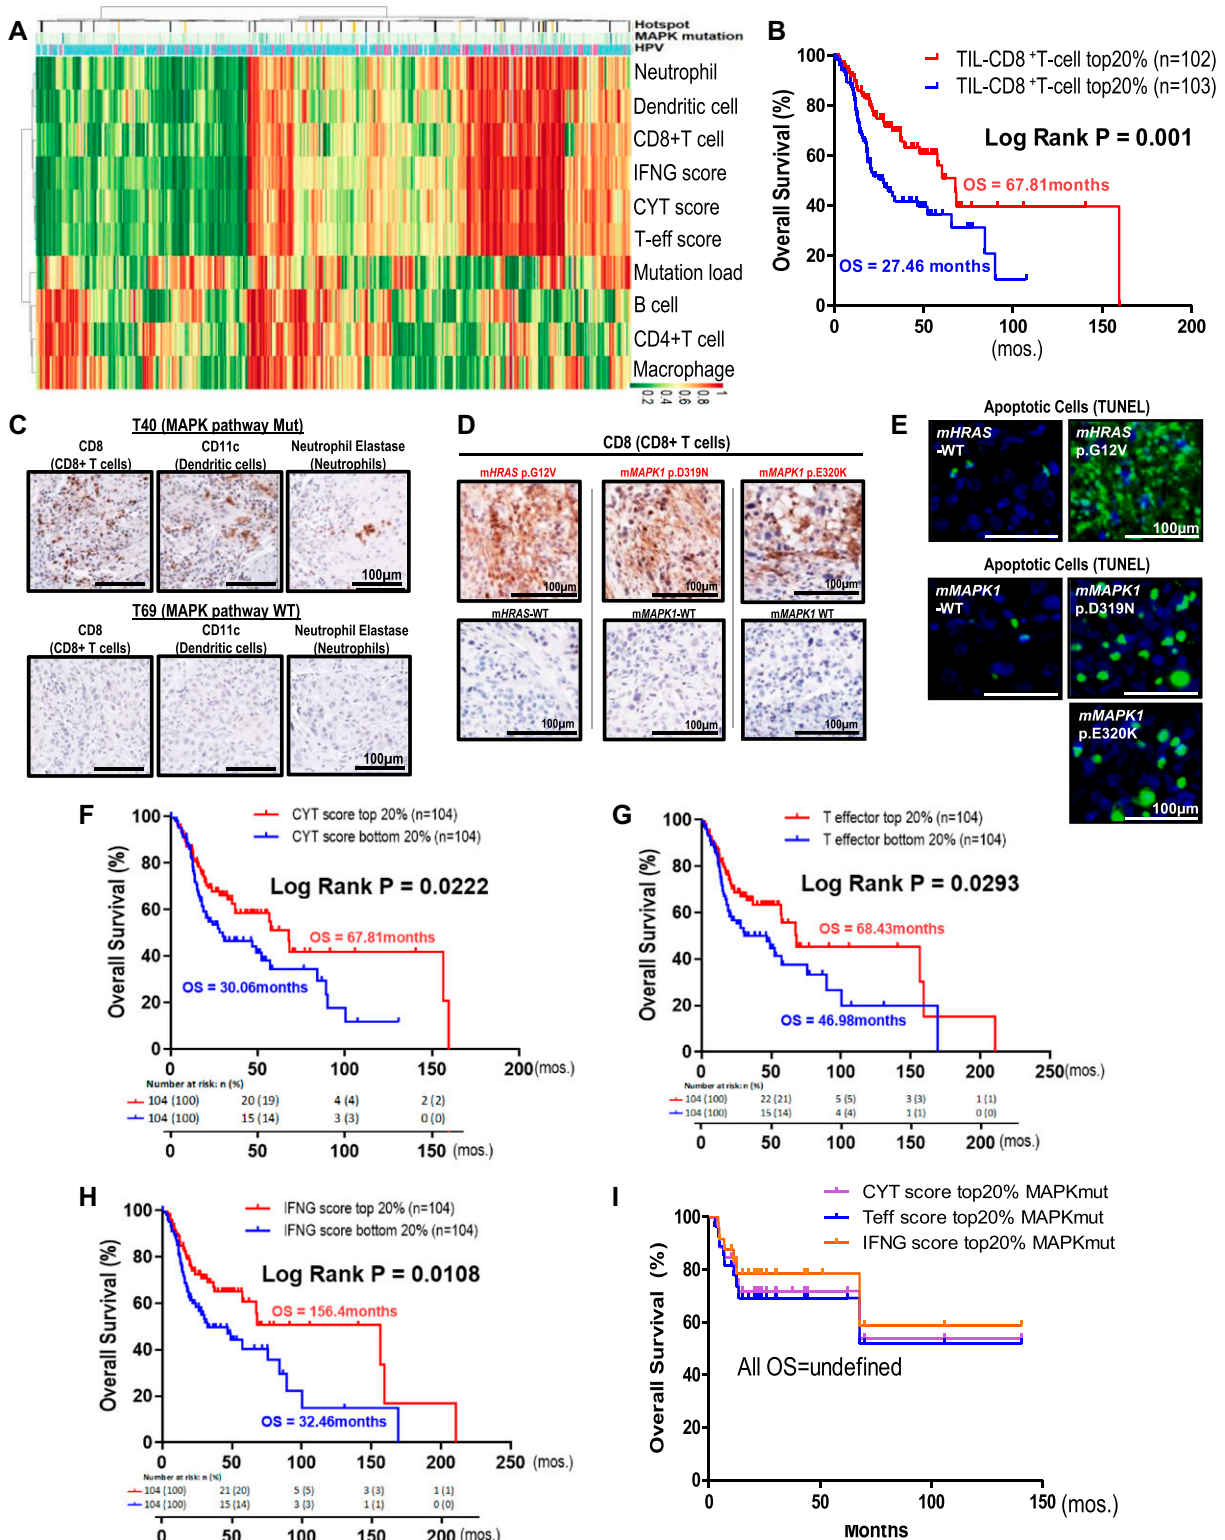 A
Hotspot
MAPK mutation
HPV
Neutrophil
Dendritic cell
CD8+T cell
IFNG score
CYT score
T-eff score
Mutation load
B cell
CD4+T cell
Macrophage
0.2 0.4 0.6 0.8 1
B
TIL-CD8 +T-cell top20% (n=102)
TIL-CD8 +T-cell top20% (n=103)
Log Rank P = 0.001
OS = 67.81months
OS = 27.46 months
Overall Survival (%)
100
80
60
40
20
0
0 50 100 150 200
(mos.)
C
T40 (MAPK pathway Mut)
CD8
(CD8+ T cells)
CD11c
(Dendritic cells)
Neutrophil Elastase
(Neutrophils)
100µm
T69 (MAPK pathway WT)
CD8
(CD8+ T cells)
CD11c
(Dendritic cells)
Neutrophil Elastase
(Neutrophils)
100µm
D
CD8 (CD8+ T cells)
mHRAS p.G12V
mMAPK1 p.D319N
mMAPK1 p.E320K
100µm
100µm
100µm
mHRAS-WT
mMAPK1-WT
mMAPK1 WT
100µm
100µm
100µm
E
Apoptotic Cells (TUNEL)
mHRAS
-WT
mHRAS
p.G12V
100µm
Apoptotic Cells (TUNEL)
mMAPK1
-WT
mMAPK1
p.D319N
mMAPK1
p.E320K
100µm
F
CYT score top 20% (n=104)
CYT score bottom 20% (n=104)
Log Rank P = 0.0222
OS = 67.81months
OS = 30.06months
Overall Survival (%)
100
80
60
40
20
0
0 50 100 150 200 (mos.)
Number at risk: n (%)
104 (100) 20 (19) 4 (4) 2 (2)
104 (100) 15 (14) 3 (3) 0 (0)
0 50 100 150 (mos.)
G
T effector top 20% (n=104)
T effector bottom 20% (n=104)
Log Rank P = 0.0293
OS = 68.43months
OS = 46.98months
Overall Survival (%)
100
80
60
40
20
0
0 50 100 150 200 250 (mos.)
Number at risk: n (%)
104 (100) 22 (21) 5 (5) 3 (3) 1 (1)
104 (100) 15 (14) 4 (4) 1 (1) 0 (0)
0 50 100 150 200 (mos.)
H
IFNG score top 20% (n=104)
IFNG score bottom 20% (n=104)
Log Rank P = 0.0108
OS = 156.4months
OS = 32.46months
Overall Survival (%)
100
80
60
40
20
0
0 50 100 150 200 250 (mos.)
Number at risk: n (%)
104 (100) 21 (20) 5 (5) 3 (3) 1 (1)
104 (100) 15 (14) 3 (3) 1 (1) 0 (0)
0 50 100 150 200 (mos.)
I
CYT score top20% MAPKmut
Teff score top20% MAPKmut
IFNG score top20% MAPKmut
All OS=undefined
Overall Survival (%)
100
80
60
40
20
0
0 50 100 150 (mos.)
Months